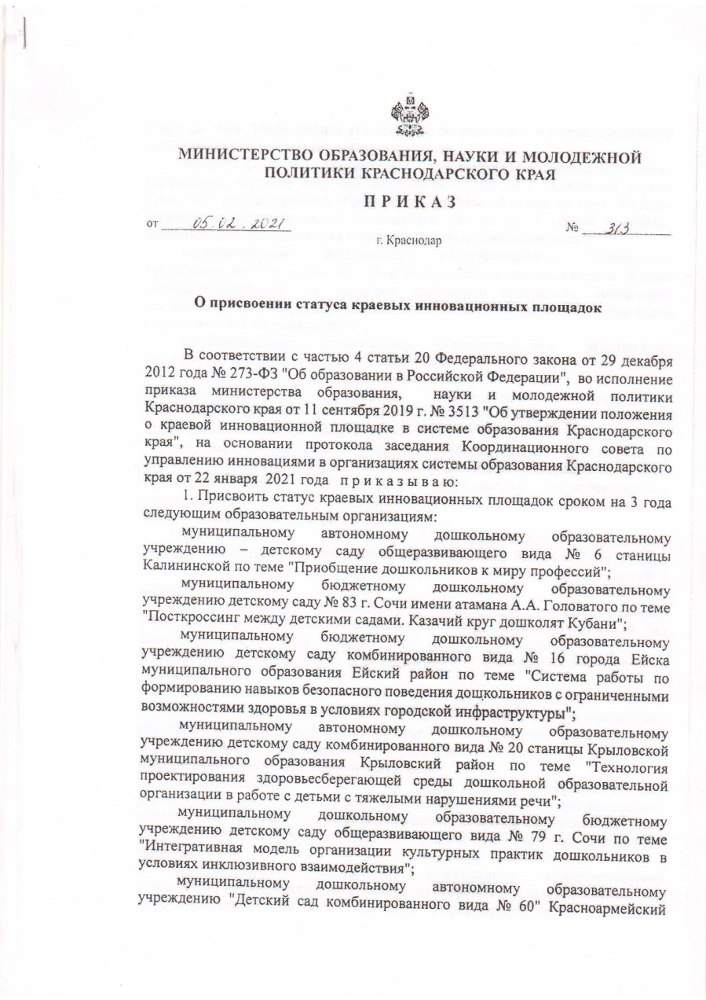 МИНИСТЕРСТВО ОБРАЗОВАНИЯ, НАУКИ И МОЛОДЕЖНОЙ
ПОЛИТИКИ КРАСНОДАРСКОГО КРАЯ
П Р И К А З
от 05.02.2021 № 313
г. Краснодар
О присвоении статуса краевых инновационных площадок
В соответствии с частью 4 статьи 20 Федерального закона от 29 декабря
2012 года № 273-ФЗ "Об образовании в Российской Федерации", во исполнение
приказа министерства образования, науки и молодежной политики
Краснодарского края от 11 сентября 2019 г. № 3513 "Об утверждении положения
о краевой инновационной площадке в системе образования Краснодарского
края", на основании протокола заседания Координационного совета по
управлению инновациями в организациях системы образования Краснодарского
края от 22 января 2021 года п р и к а з ы в а ю:
1. Присвоить статус краевых инновационных площадок сроком на 3 года
следующим образовательным организациям:
муниципальному автономному дошкольному образовательному
учреждению – детскому саду общеразвивающего вида № 6 станицы
Калининской по теме "Приобщение дошкольников к миру профессий";
муниципальному бюджетному дошкольному образовательному
учреждению детскому саду № 83 г. Сочи имени атамана А.А. Головатого по теме
"Посткроссинг между детскими садами. Казачий круг дошколят Кубани";
муниципальному бюджетному дошкольному образовательному
учреждению детскому саду комбинированного вида № 16 города Ейска
муниципального образования Ейский район по теме "Система работы по
формированию навыков безопасного поведения дошкольников с ограниченными
возможностями здоровья в условиях городской инфраструктуры";
муниципальному автономному дошкольному образовательному
учреждению детскому саду комбинированного вида № 20 станицы Крыловской
муниципального образования Крыловский район по теме "Технология
проектирования здоровьесберегающей среды дошкольной образовательной
организации в работе с детьми с тяжелыми нарушениями речи";
муниципальному дошкольному образовательному бюджетному
учреждению детскому саду общеразвивающего вида № 79 г. Сочи по теме
"Интегративная модель организации культурных практик дошкольников в
условиях инклюзивного взаимодействия";
муниципальному дошкольному автономному образовательному
учреждению "Детский сад комбинированного вида № 60" Красноармейский